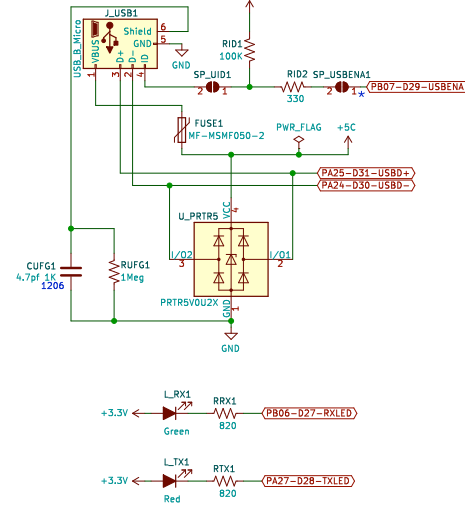 J_USB1
USB_B_Micro
Shield 6
GND 5
VBUS
D+
D-
ID
1 3 2 4
GND
RID1
100K
SP_UID1
2 1
RID2
330
SP_USBENA1
2 1
*
PB07-D29-USBENA
FUSE1
MF-MSMF050-2
PWR_FLAG
+5C
PA25-D31-USBD+
PA24-D30-USBD-
U_PRTR5
VCC
4
I/O2
3
I/O1
2
GND
1
PRTR5V0U2X
CUFG1
4.7pf 1K
1206
RUFG1
1Meg
GND
L_RX1
+3.3V
Green
RRX1
820
PB06-D27-RXLED
L_TX1
+3.3V
Red
RTX1
820
PA27-D28-TXLED